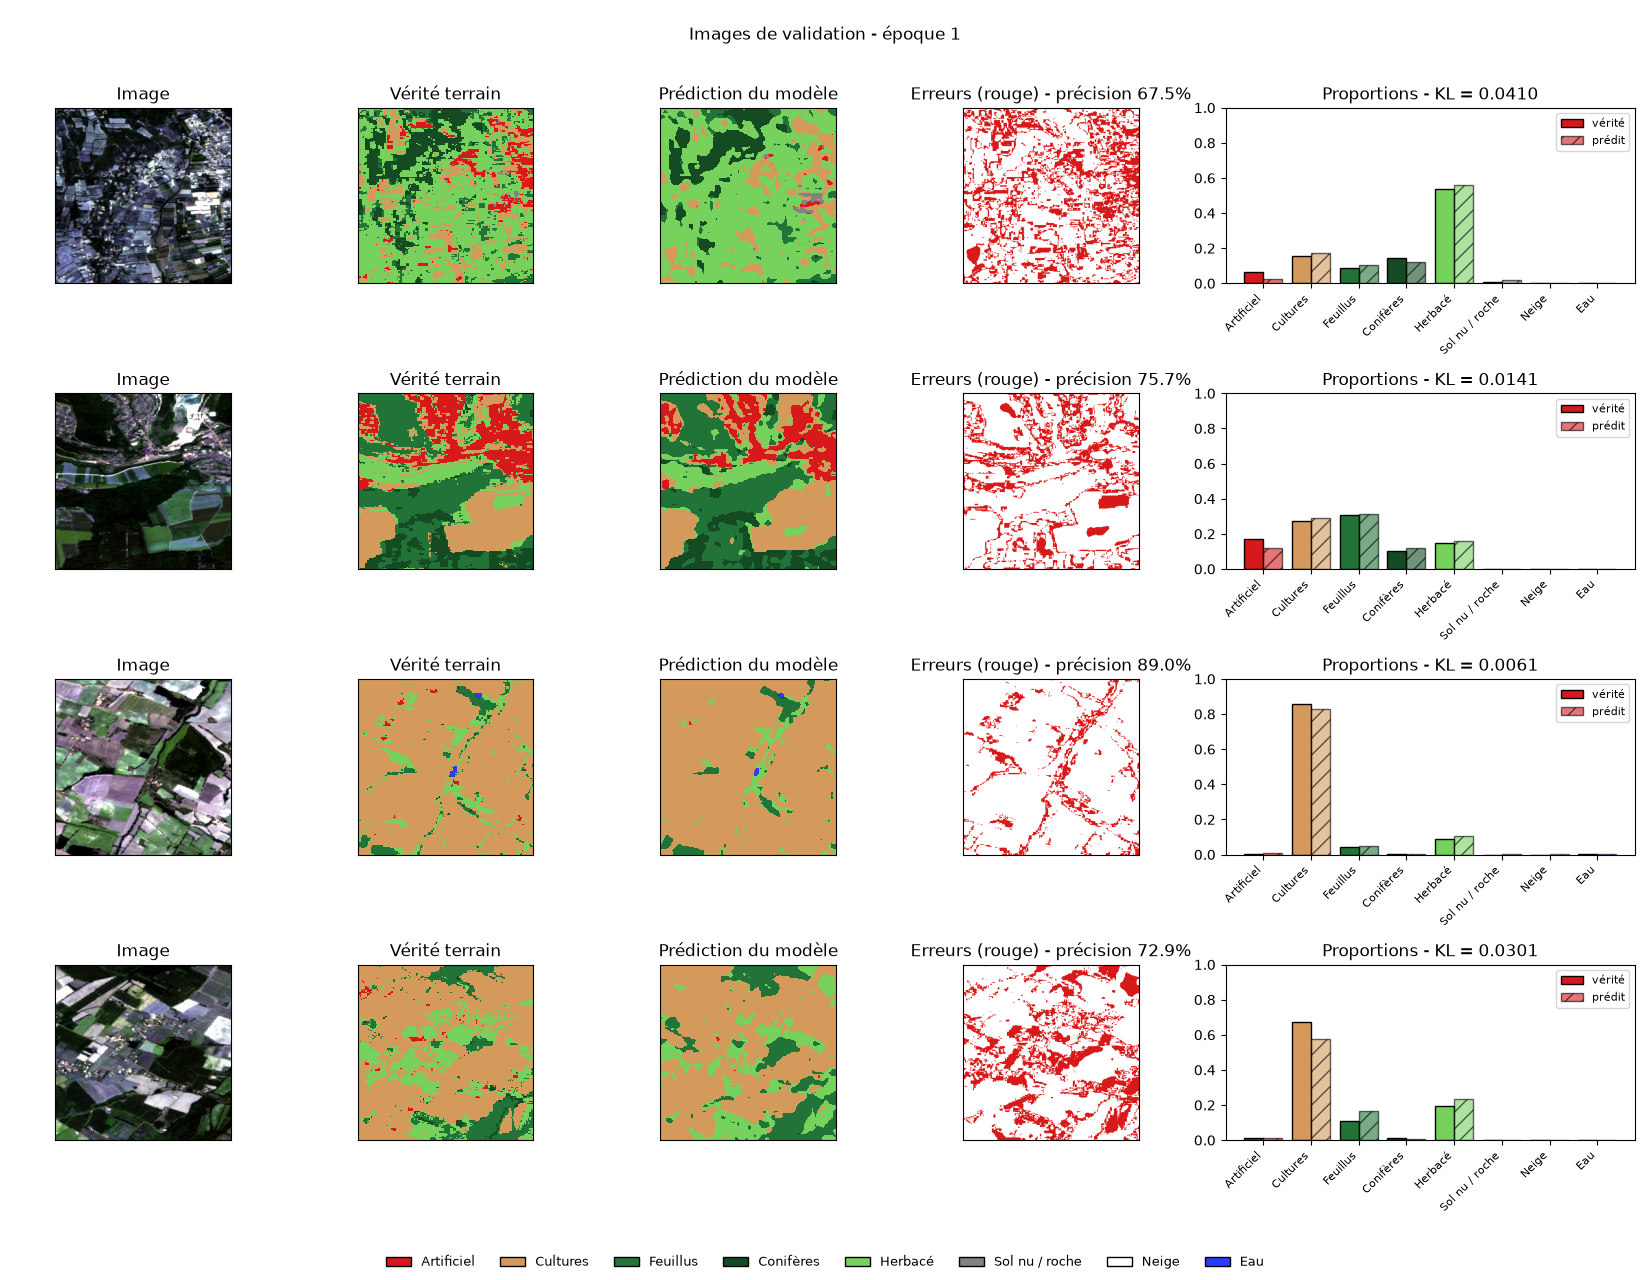 Images de validation - époque 1
Image
Vérité terrain
Prédiction du modèle
Erreurs (rouge) - précision 67.5%
Proportions - KL = 0.0410
1.0
0.8
0.6
0.4
0.2
0.0
vérité
prédit
Artificiel
Cultures
Feuillus
Conifères
Herbacé
Sol nu / roche
Neige
Eau
Image
Vérité terrain
Prédiction du modèle
Erreurs (rouge) - précision 75.7%
Proportions - KL = 0.0141
1.0
0.8
0.6
0.4
0.2
0.0
vérité
prédit
Artificiel
Cultures
Feuillus
Conifères
Herbacé
Sol nu / roche
Neige
Eau
Image
Vérité terrain
Prédiction du modèle
Erreurs (rouge) - précision 89.0%
Proportions - KL = 0.0061
1.0
0.8
0.6
0.4
0.2
0.0
vérité
prédit
Artificiel
Cultures
Feuillus
Conifères
Herbacé
Sol nu / roche
Neige
Eau
Image
Vérité terrain
Prédiction du modèle
Erreurs (rouge) - précision 72.9%
Proportions - KL = 0.0301
1.0
0.8
0.6
0.4
0.2
0.0
vérité
prédit
Artificiel
Cultures
Feuillus
Conifères
Herbacé
Sol nu / roche
Neige
Eau
Artificiel Cultures Feuillus Conifères Herbacé Sol nu / roche Neige Eau